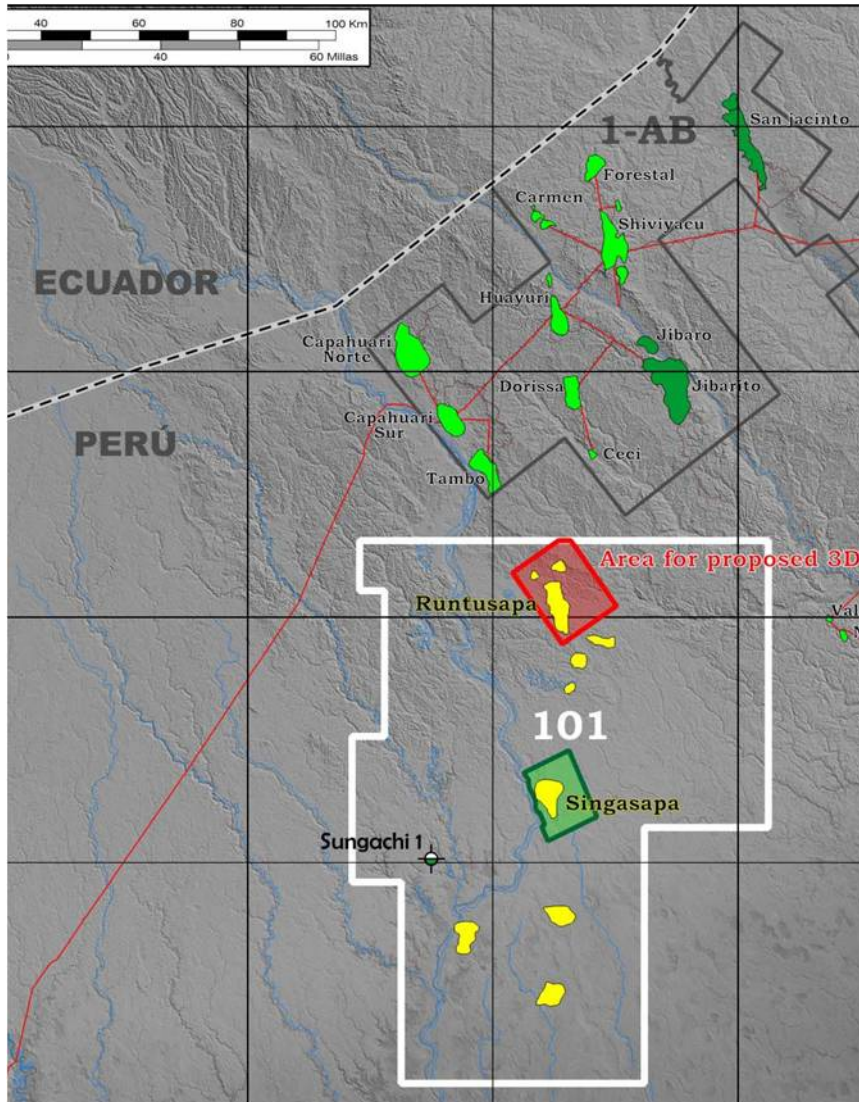 40 60 80 100 Km
40 60 Millas
1-AB
San jacinto
Forestal
Carmen
Shiviyacu
ECUADOR
Huayuri
Capahuari
Norte
Jibaro
PERÚ
Dorissa
Jibarito
Capahuari
Sur
Ceci
Tambo
Area for proposed 3D
Runtusapa
Val
101
Singasapa
Sungachi 1